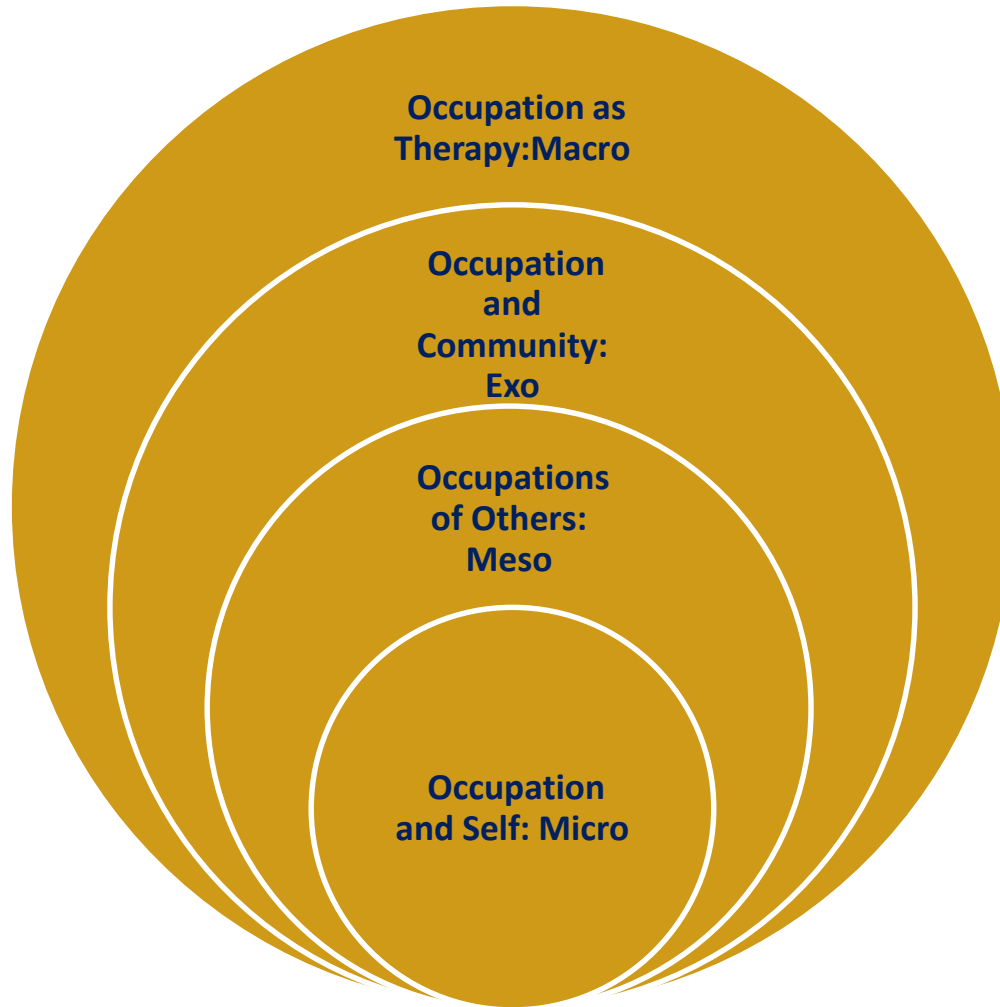 Occupation as
Therapy:Macro
Occupation
and
Community:
Exo
Occupations
of Others:
Meso
Occupation
and Self: Micro